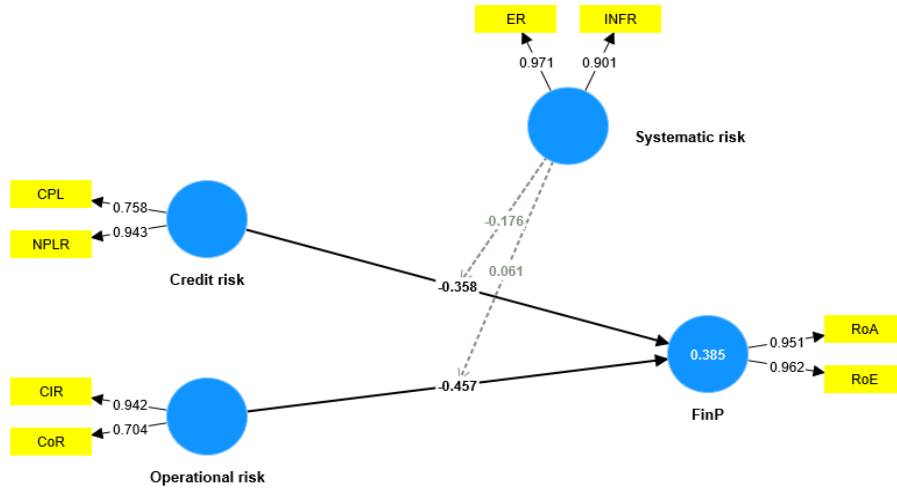 ER
INFR
0.971
0.901
Systematic risk
CPL
0.758
NPLR
0.943
Credit risk
-0.176
0.061
-0.358
RoA
0.951
0.385
0.962
RoE
FinP
CIR
0.942
CoR
0.704
-0.457
Operational risk